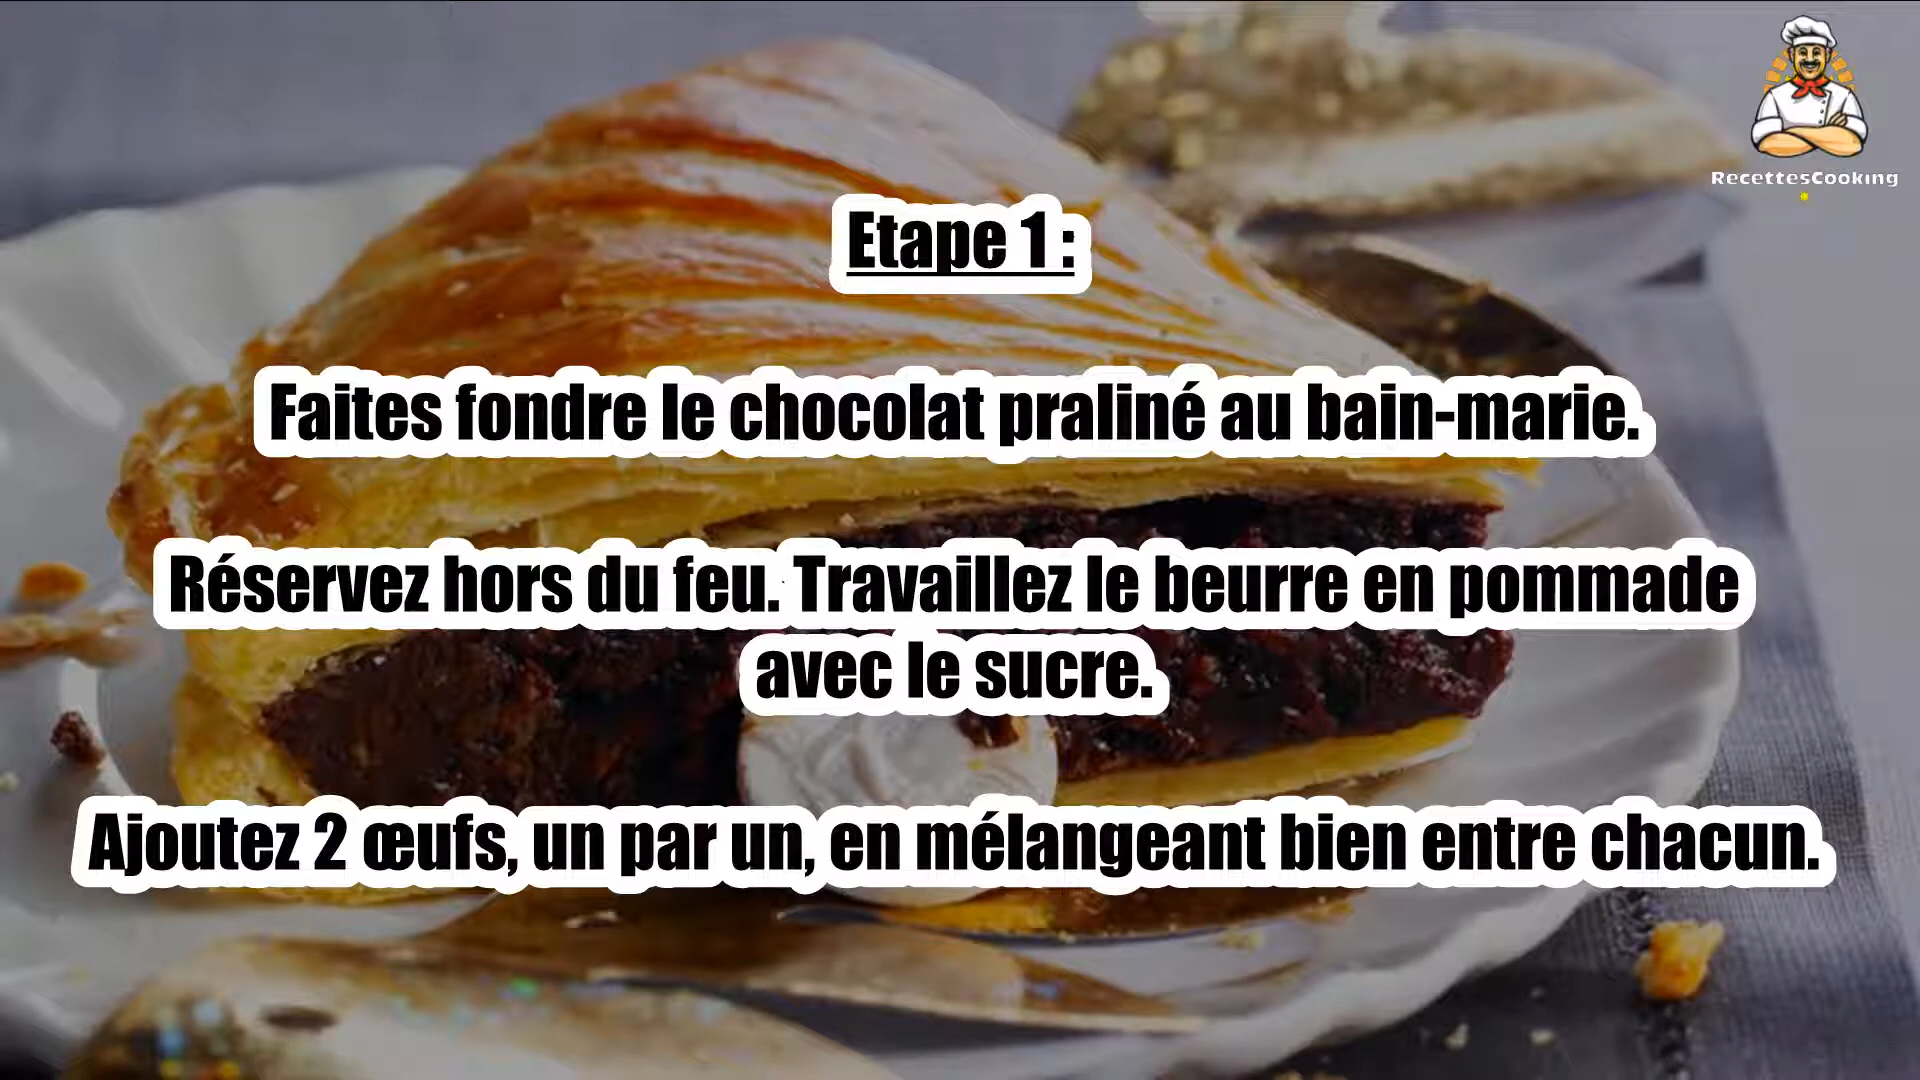 RecettesCooking
Etape 1 :
Faites fondre le chocolat praliné au bain-marie.
Réservez hors du feu. Travaillez le beurre en pommade
avec le sucre.
Ajoutez 2 œufs, un par un, en mélangeant bien entre chacun.